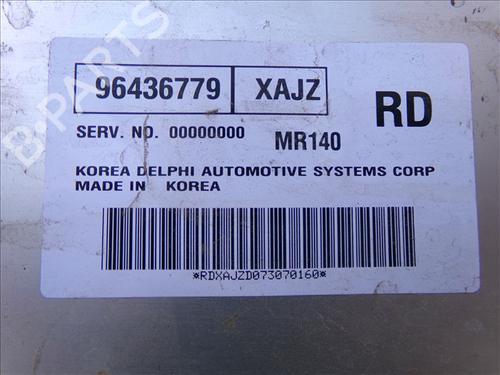 96436779 XAJZ RD
SERV. NO. 00000000 MR140
KOREA DELPHI AUTOMOTIVE SYSTEMS CORP
MADE IN KOREA
*RDXAJZD073070160*
B-PARTS